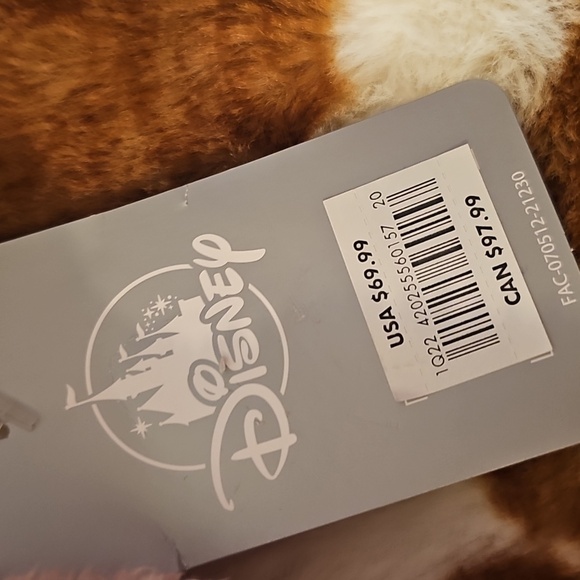 Disney
USA $69.99
1Q22 420255560157 20
CAN $97.99
FAC-070512-21230